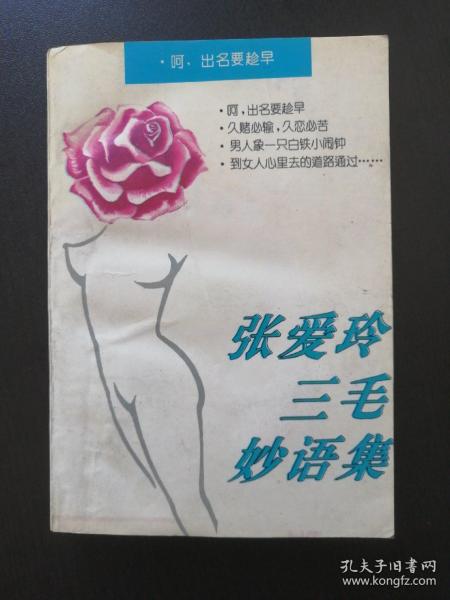 ·呵、出名要趁早
·呵，出名要趁早
·久赌必输，久恋必苦
·男人象一只白铁小闹钟
·到女人心里去的道路通过……
张爱玲
三毛
妙语集
孔夫子旧书网
www.kongfz.com